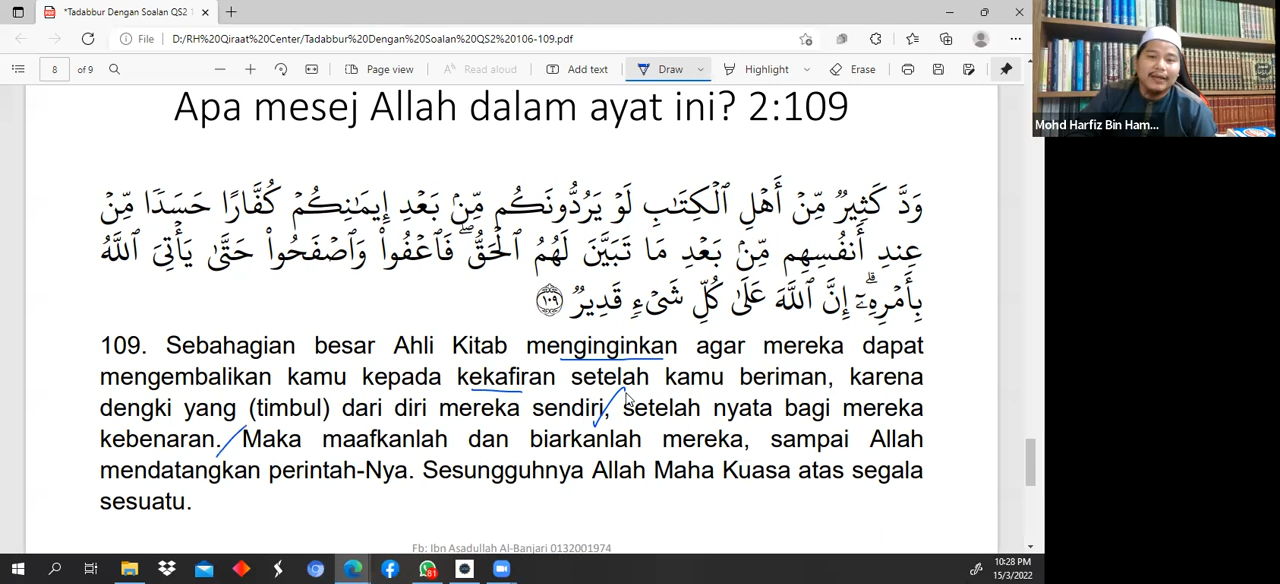 *Tadabbur Dengan Soalan QS2 1
File
D:/RH%20Qiraat%20Center/Tadabbur%20Dengan%20Soalan%20QS2%20106-109.pdf
8 of 9
Page view
Read aloud
Add text
Draw
Highlight
Erase
Mohd Harfiz Bin Ham...
Apa mesej Allah dalam ayat ini? 2:109
وَدَّ كَثِيرٞ مِّنۡ أَهۡلِ ٱلۡكِتَٰبِ لَوۡ يَرُدُّونَكُم مِّنۢ بَعۡدِ إِيمَٰنِكُمۡ كُفَّارًا حَسَدٗا مِّنۡ
عِندِ أَنفُسِهِم مِّنۢ بَعۡدِ مَا تَبَيَّنَ لَهُمُ ٱلۡحَقُّۖ فَٱعۡفُواْ وَٱصۡفَحُواْ حَتَّىٰ يَأۡتِيَ ٱللَّهُ
بِأَمۡرِهِۦٓۗ إِنَّ ٱللَّهَ عَلَىٰ كُلِّ شَيۡءٖ قَدِيرٞ ١٠٩
109. Sebahagian besar Ahli Kitab menginginkan agar mereka dapat
mengembalikan kamu kepada kekafiran setelah kamu beriman, karena
dengki yang (timbul) dari diri mereka sendiri, setelah nyata bagi mereka
kebenaran. Maka maafkanlah dan biarkanlah mereka, sampai Allah
mendatangkan perintah-Nya. Sesungguhnya Allah Maha Kuasa atas segala
sesuatu.
Fb: Ibn Asadullah Al-Banjari 0132001974
81
10:28 PM
15/3/2022